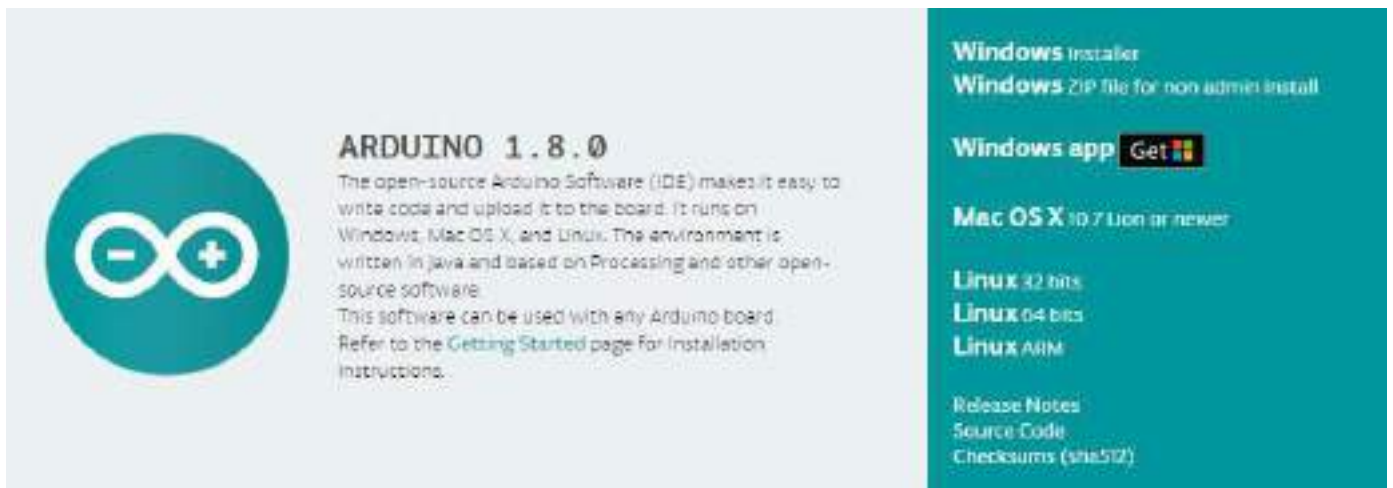 ARDUINO 1.8.0
The open-source Arduino Software (IDE) makes it easy to
write code and upload it to the board. It runs on
Windows, Mac OS X, and Linux. The environment is
written in Java and based on Processing and other open-
source software.
This software can be used with any Arduino board.
Refer to the Getting Started page for Installation
instructions.
Windows Installer
Windows ZIP file for non admin install
Windows app Get
Mac OS X 10.7 Lion or newer
Linux 32 bits
Linux 64 bits
Linux ARM
Release Notes
Source Code
Checksums (sha512)